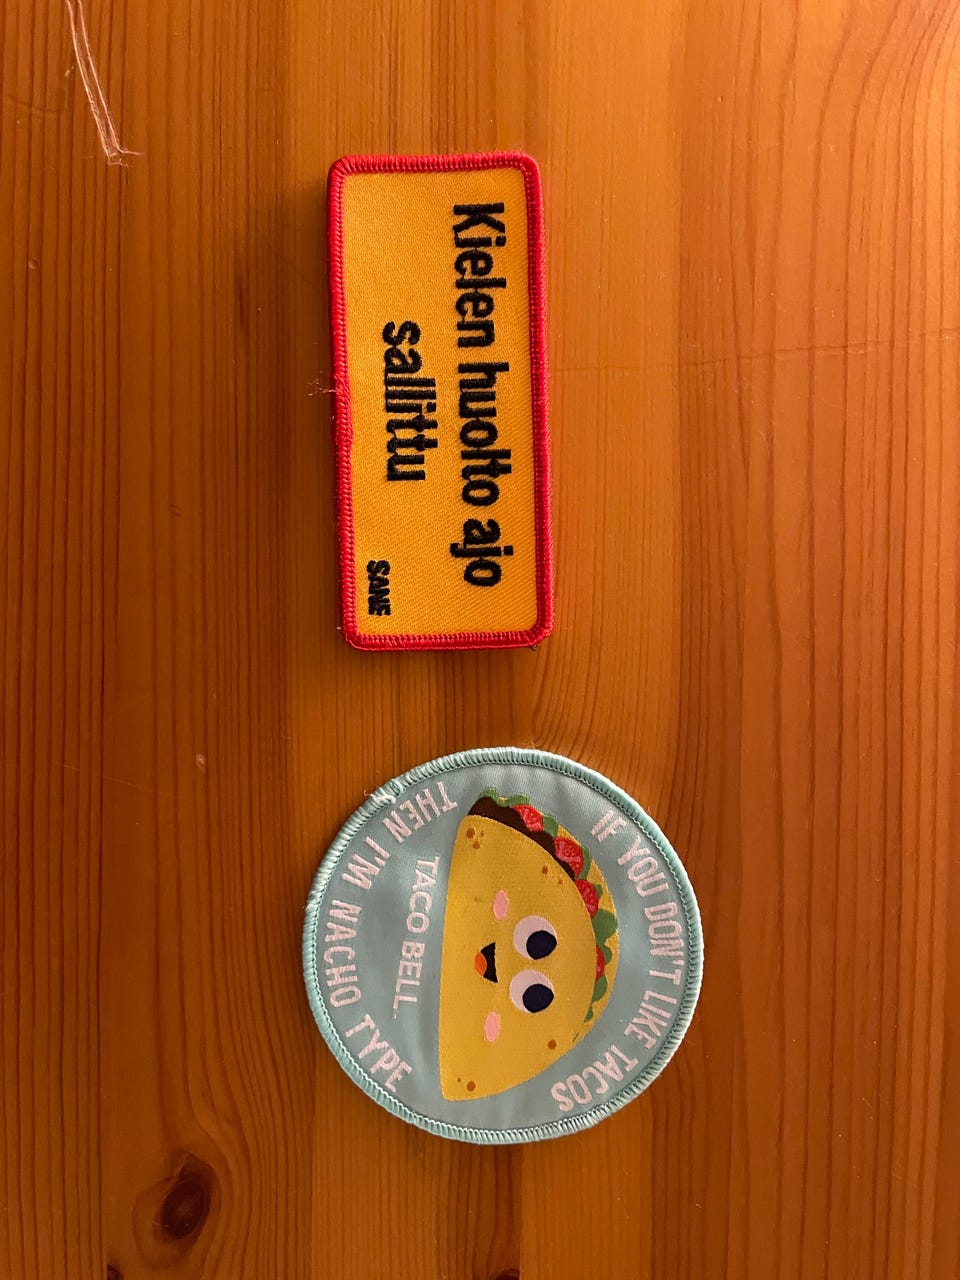 Kielen huolto ajo
sallittu
SANE
IF YOU DON'T LIKE TACOS
TACO BELL.
THEN I'M NACHO TYPE